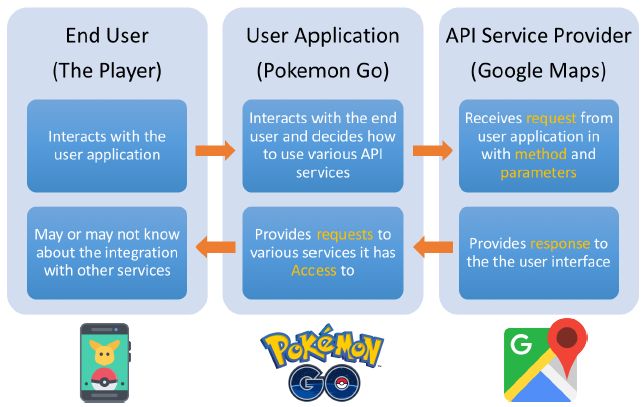 End User
(The Player)
Interacts with the
user application
May or may not know
about the integration
with other services
User Application
(Pokemon Go)
Interacts with the end
user and decides how
to use various API
services
Provides requests to
various services it has
Access to
API Service Provider
(Google Maps)
Receives request from
user application in
with method and
parameters
Provides response to
the the user interface
POKéMON
GO
G